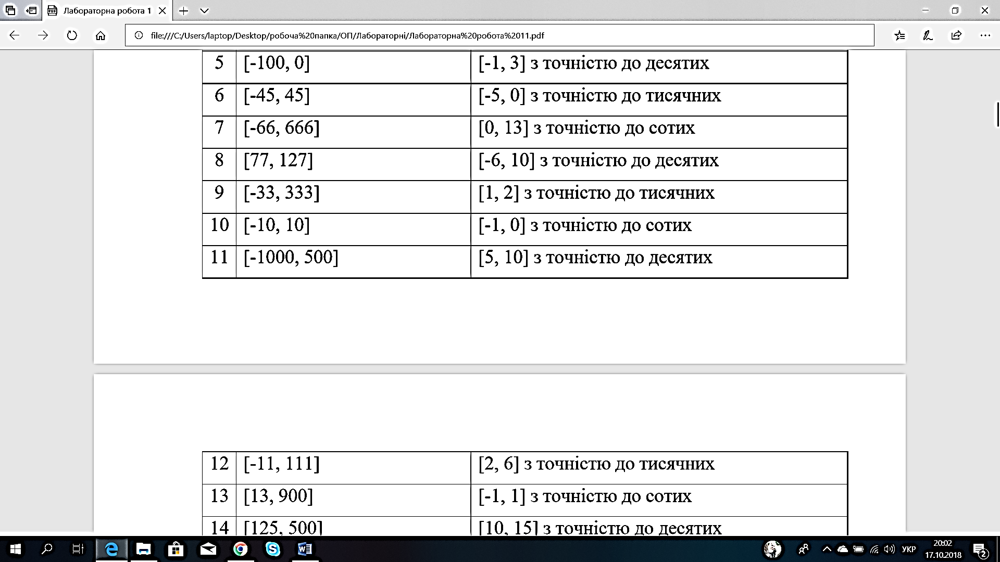 Лабораторна робота 1
file:///C:/Users/laptop/Desktop/робоча%20папка/ОП/Лабораторні/Лабораторна%20робота%2011.pdf
5 [-100, 0] [-1, 3] з точністю до десятих
6 [-45, 45] [-5, 0] з точністю до тисячних
7 [-66, 666] [0, 13] з точністю до сотих
8 [77, 127] [-6, 10] з точністю до десятих
9 [-33, 333] [1, 2] з точністю до тисячних
10 [-10, 10] [-1, 0] з точністю до сотих
11 [-1000, 500] [5, 10] з точністю до десятих
12 [-11, 111] [2, 6] з точністю до тисячних
13 [13, 900] [-1, 1] з точністю до сотих
14 [125, 500] [10, 15] з точністю до десятих
УКР
20:02
17.10.2018
2